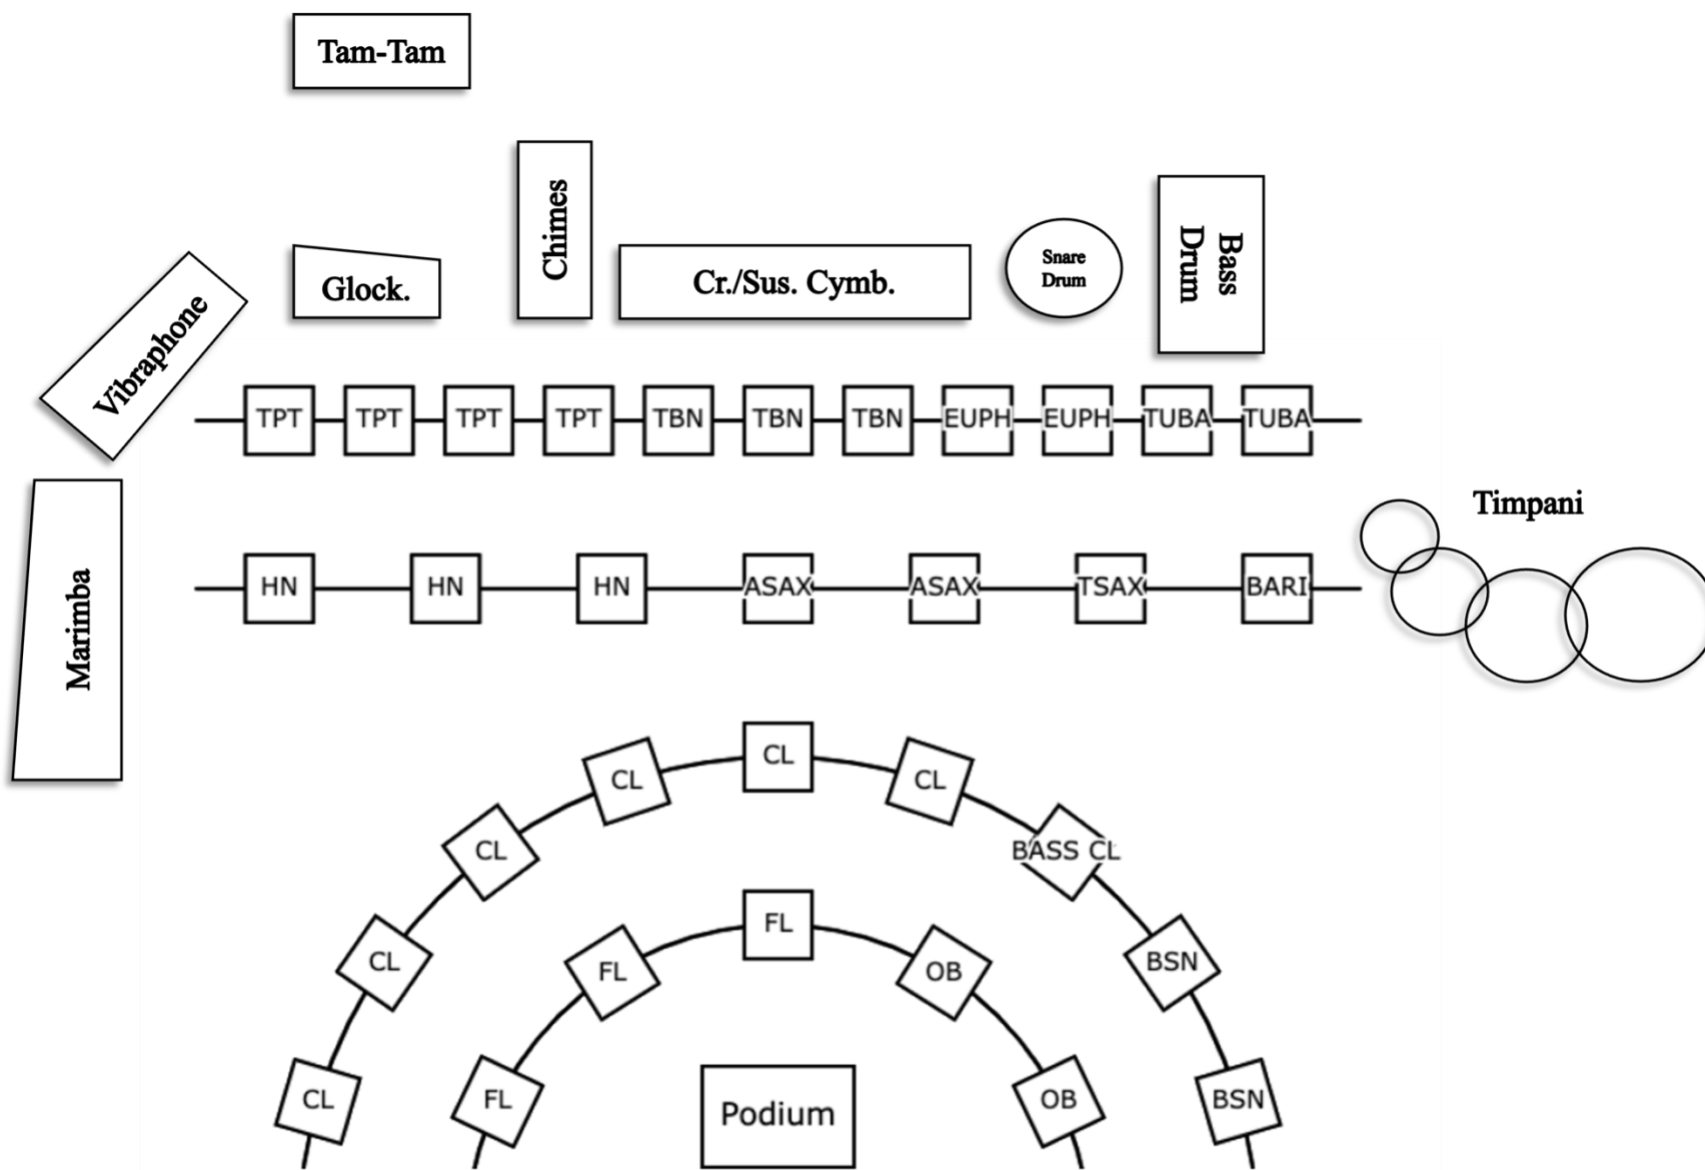 Tam-Tam
Chimes
Vibraphone
Glock.
Cr./Sus. Cymb.
Snare
Drum
Bass
Drum
TPT TPT TPT TPT TBN TBN TBN EUPH EUPH TUBA TUBA
Timpani
Marimba
HN HN HN ASAX ASAX TSAX BARI
CL CL CL CL CL CL BASS CL BSN BSN
FL FL FL OB OB
Podium